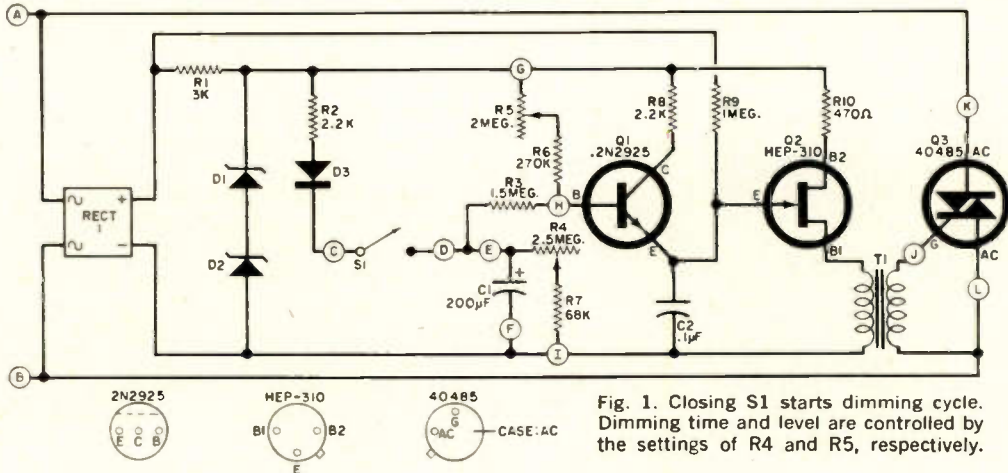 A
K
G
R1
3K
R2
2.2K
R5
2MEG.
R8
2.2K
R9
1MEG.
R10
470Ω
R6
270K
Q1
.2N2925
Q2
HEP-310
Q3
40485
AC
B2
C
D1
D3
R3
1.5MEG.
H
B
E
E
RECT
1
+
−
R4
2.5MEG.
B1
T1
J
G
AC
D2
C
S1
D
E
L
C1
200µF
+
R7
68K
C2
.1µF
F
I
B
2N2925
E C B
HEP-310
B1
B2
E
40485
G
AC
CASE:AC
Fig. 1. Closing S1 starts dimming cycle.
Dimming time and level are controlled by
the settings of R4 and R5, respectively.